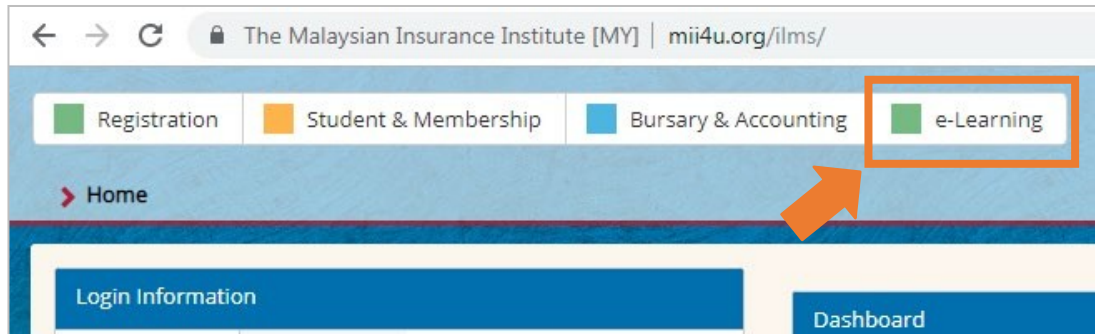 The Malaysian Insurance Institute [MY] | mii4u.org/ilms/
Registration Student & Membership Bursary & Accounting e-Learning
Home
Login Information
Dashboard